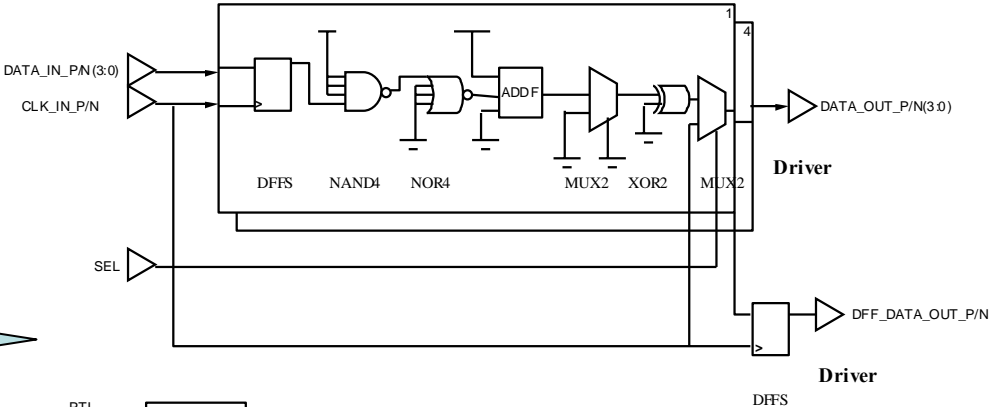 1
4
DATA_IN_P/N(3:0)
CLK_IN_P/N
ADDF
DATA_OUT_P/N(3:0)
Driver
DFFS NAND4 NOR4 MUX2 XOR2 MUX2
SEL
DFF_DATA_OUT_P/N
Driver
DFFS